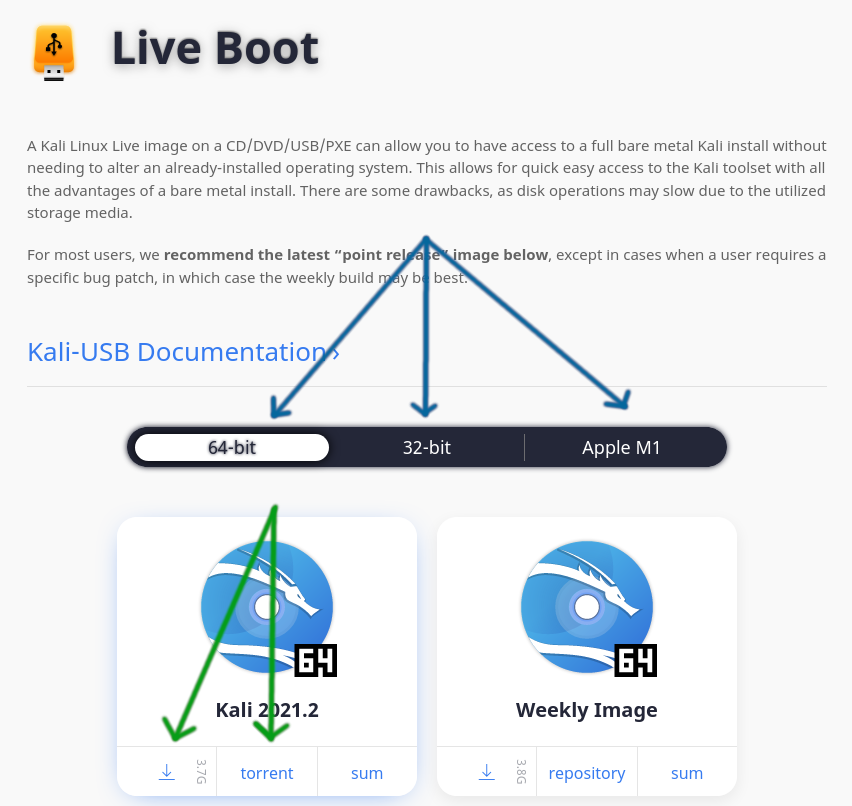 Live Boot
A Kali Linux Live image on a CD/DVD/USB/PXE can allow you to have access to a full bare metal Kali install without
needing to alter an already-installed operating system. This allows for quick easy access to the Kali toolset with all
the advantages of a bare metal install. There are some drawbacks, as disk operations may slow due to the utilized
storage media.
For most users, we recommend the latest “point release” image below, except in cases when a user requires a
specific bug patch, in which case the weekly build may be best.
Kali-USB Documentation ›
64-bit
32-bit
Apple M1
64
64
Kali 2021.2
Weekly Image
3.7G
torrent
sum
3.8G
repository
sum